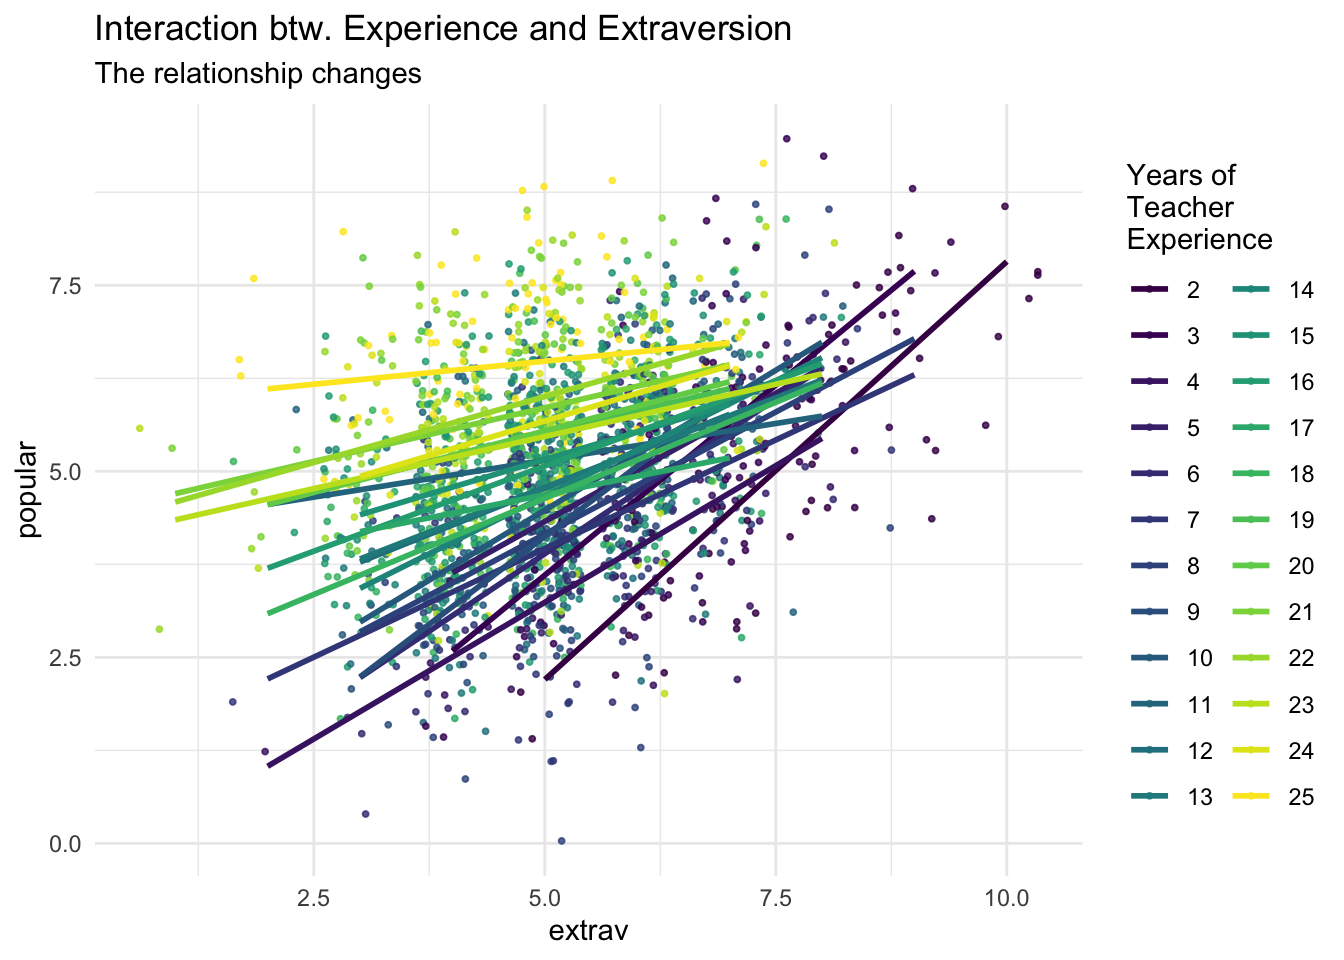 Interaction btw. Experience and Extraversion
The relationship changes
popular
7.5
5.0
2.5
0.0
2.5 5.0 7.5 10.0
extrav
Years of
Teacher
Experience
2 14
3 15
4 16
5 17
6 18
7 19
8 20
9 21
10 22
11 23
12 24
13 25